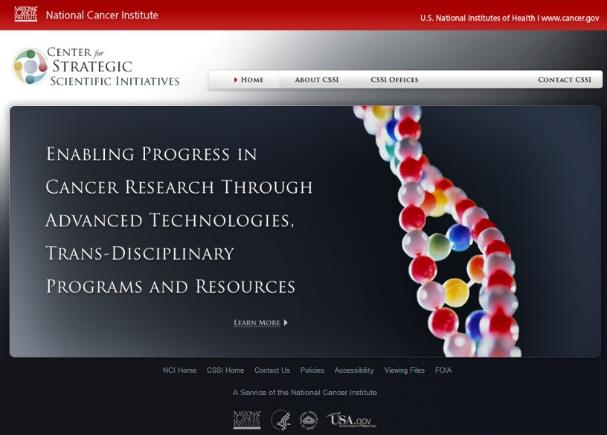 NATIONAL CANCER INSTITUTE
National Cancer Institute
U.S. National Institutes of Health | www.cancer.gov
CENTER for
STRATEGIC
SCIENTIFIC INITIATIVES
HOME ABOUT CSSI CSSI OFFICES CONTACT CSSI
ENABLING PROGRESS IN
CANCER RESEARCH THROUGH
ADVANCED TECHNOLOGIES,
TRANS-DISCIPLINARY
PROGRAMS AND RESOURCES
LEARN MORE
NCI Home CSSI Home Contact Us Policies Accessibility Viewing Files FOIA
A Service of the National Cancer Institute
NATIONAL CANCER INSTITUTE USA.gov